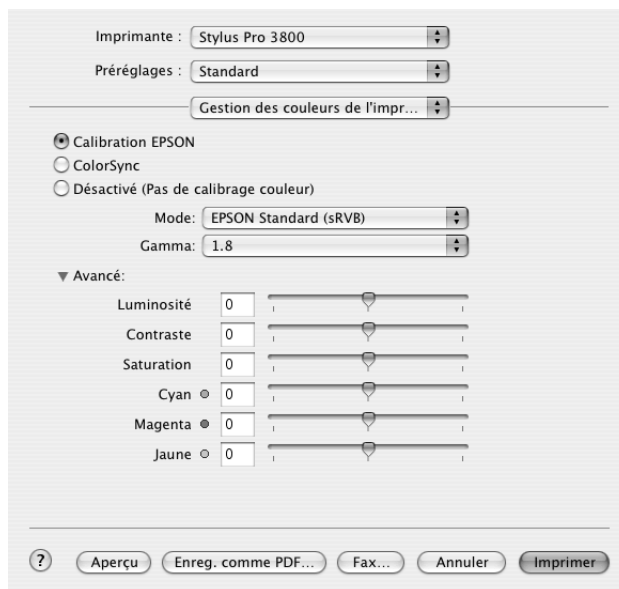 Imprimante : Stylus Pro 3800
Préréglages : Standard
Gestion des couleurs de l'impr...
Calibration EPSON
ColorSync
Désactivé (Pas de calibrage couleur)
Mode: EPSON Standard (sRVB)
Gamma: 1.8
Avancé:
Luminosité 0
Contraste 0
Saturation 0
Cyan 0
Magenta 0
Jaune 0
? Aperçu Enreg. comme PDF... Fax... Annuler Imprimer